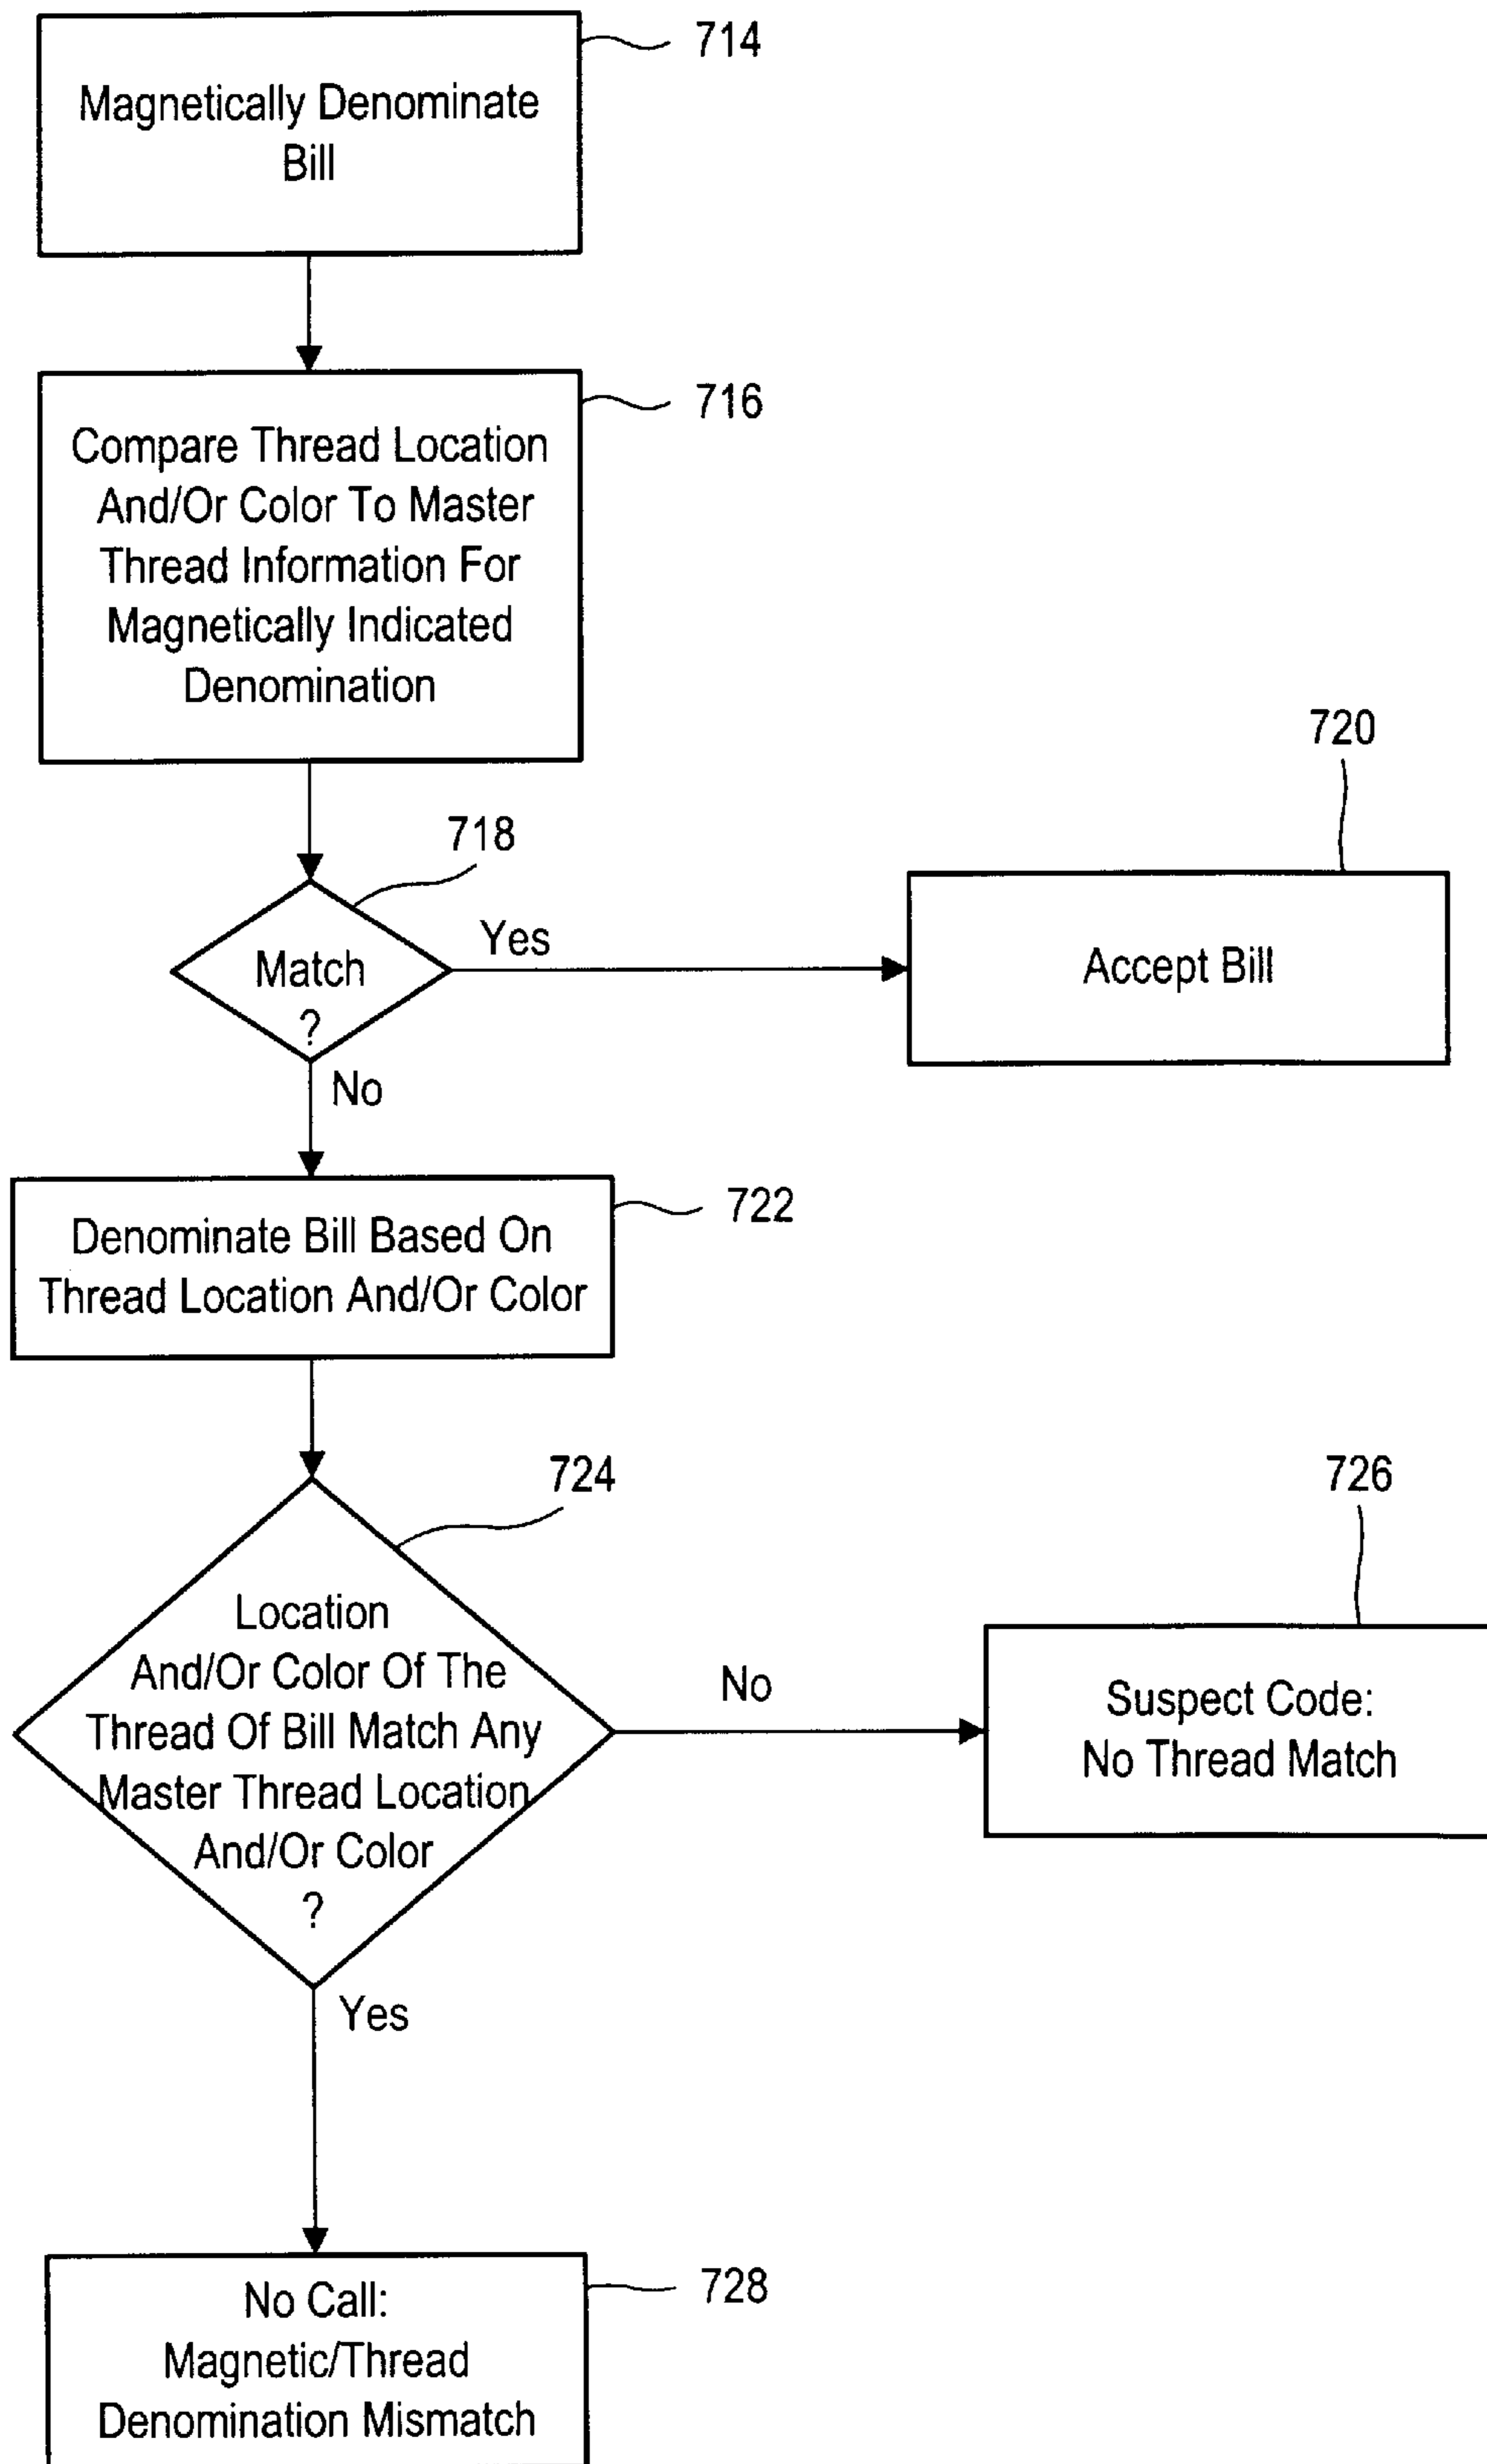 714
Magnetically Denominate
Bill
716
Compare Thread Location
And/Or Color To Master
Thread Information For
Magnetically Indicated
Denomination
720
718
Match
?
Yes
Accept Bill
No
722
Denominate Bill Based On
Thread Location And/Or Color
724
726
Location
And/Or Color Of The
Thread Of Bill Match Any
Master Thread Location
And/Or Color
?
No
Suspect Code:
No Thread Match
Yes
728
No Call:
Magnetic/Thread
Denomination Mismatch